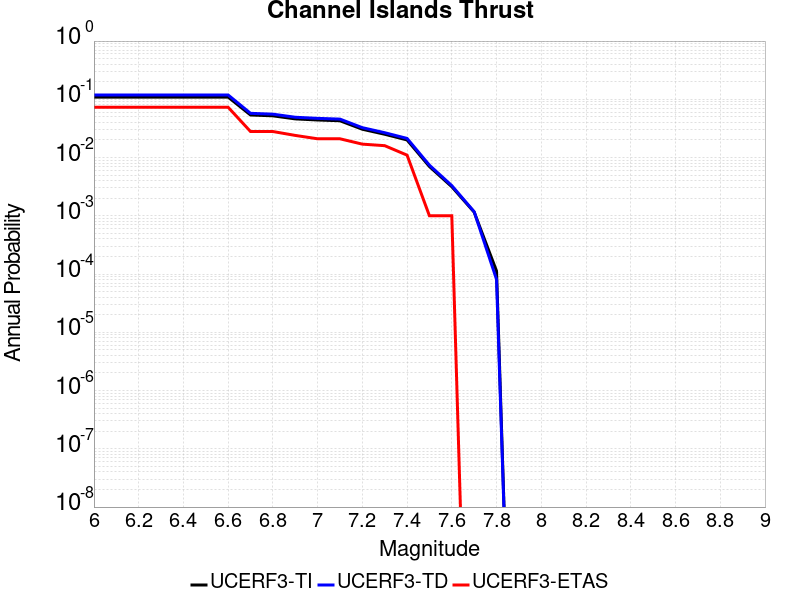 Channel Islands Thrust
10^0
10^-1
10^-2
10^-3
10^-4
10^-5
10^-6
10^-7
10^-8
Annual Probability
6 6.2 6.4 6.6 6.8 7 7.2 7.4 7.6 7.8 8 8.2 8.4 8.6 8.8 9
Magnitude
UCERF3-TI UCERF3-TD UCERF3-ETAS